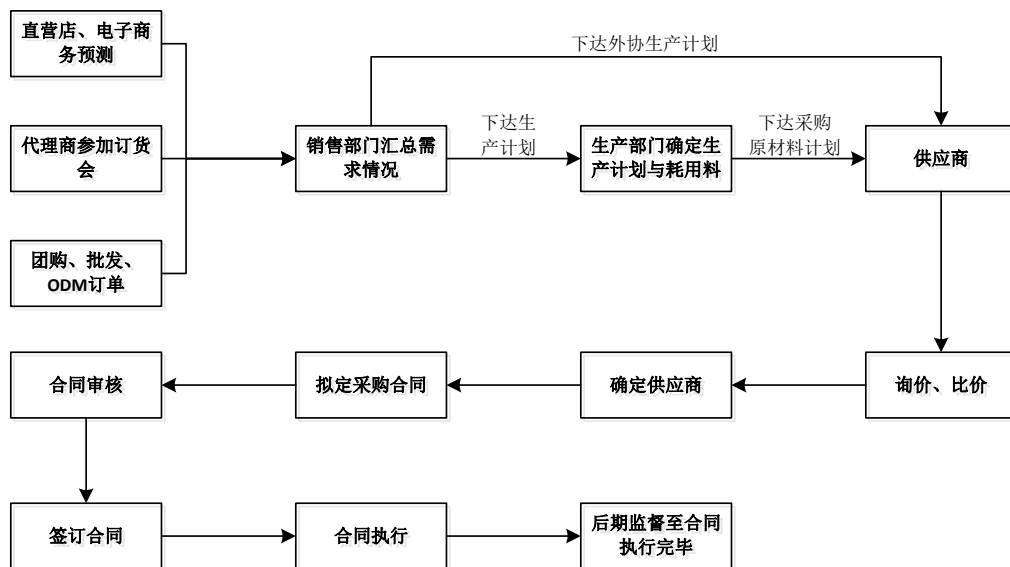 直营店、电子商
务预测
下达外协生产计划
代理商参加订货
会
销售部门汇总需
求情况
下达生
产计划
生产部门确定生
产计划与耗用料
下达采购
原材料计划
供应商
团购、批发、
ODM订单
合同审核
拟定采购合同
确定供应商
询价、比价
签订合同
合同执行
后期监督至合同
执行完毕